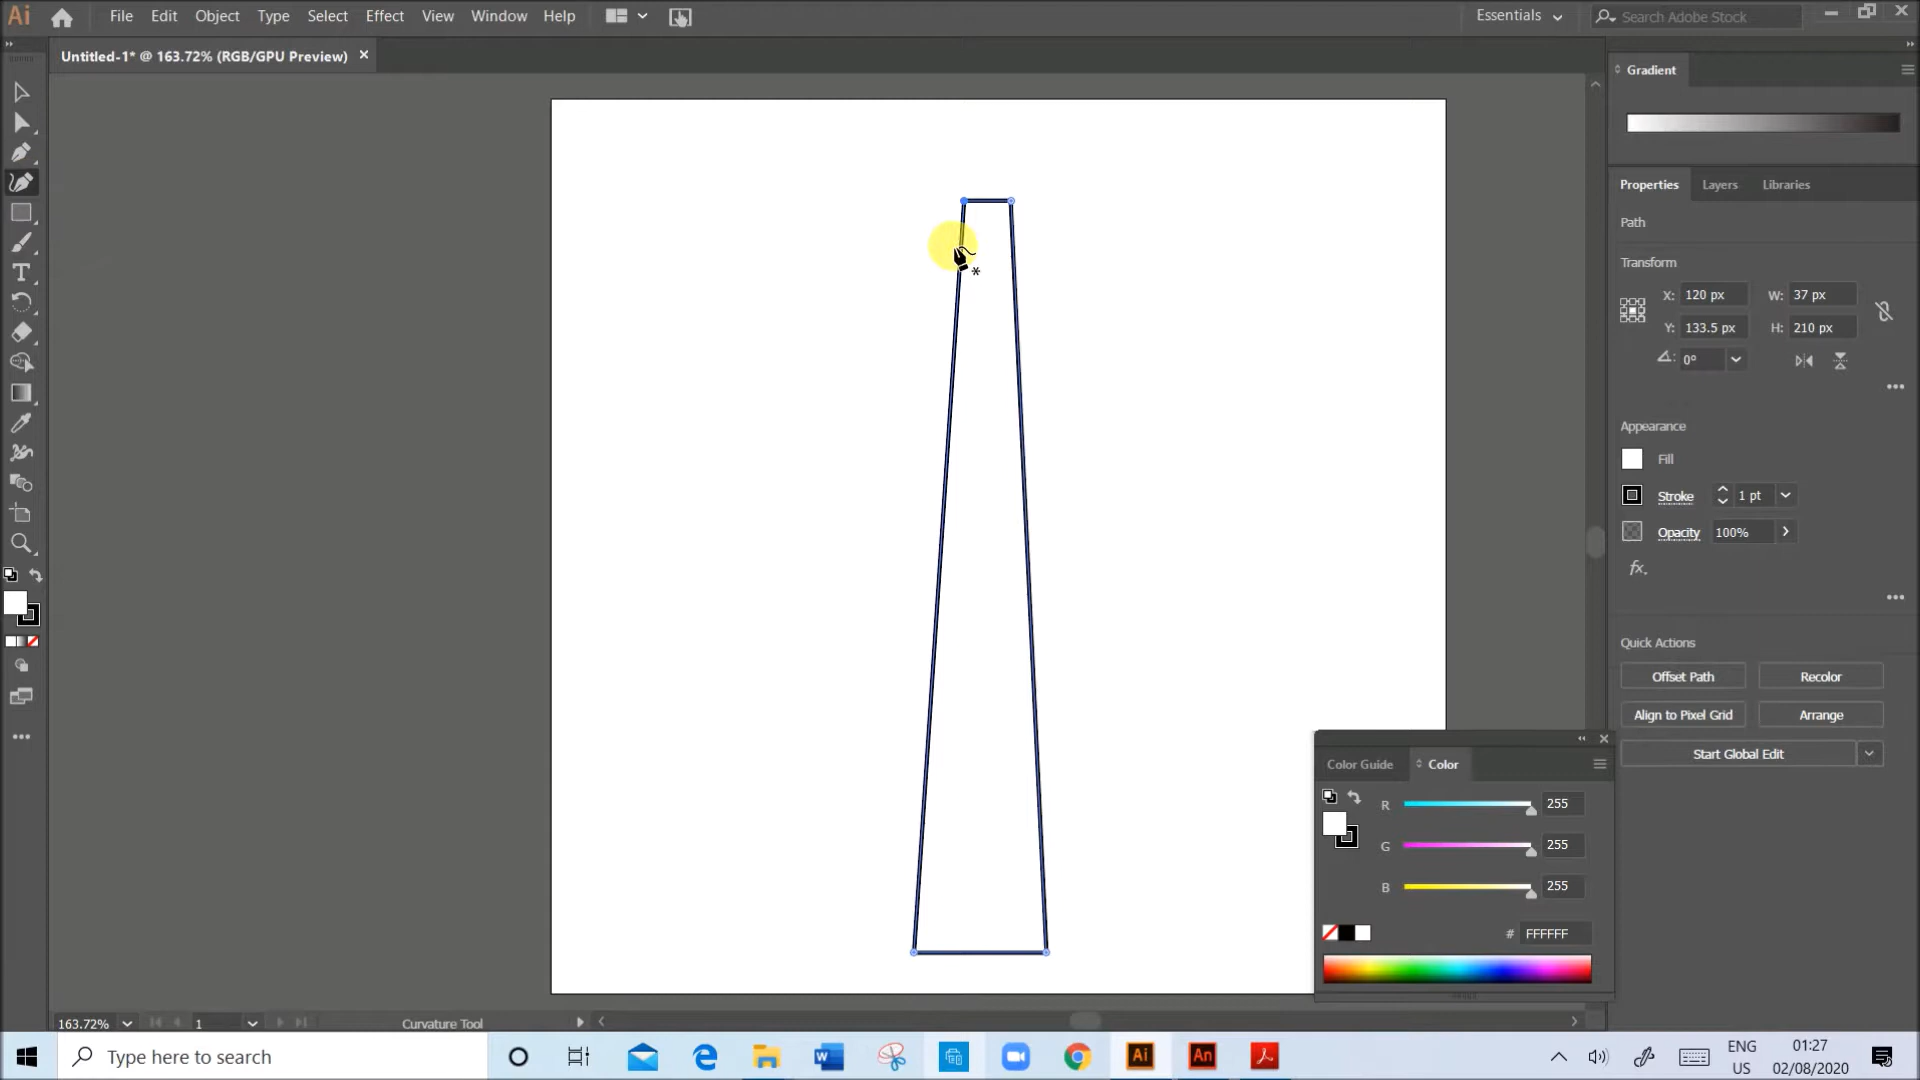 Ai File Edit Object Type Select Effect View Window Help Essentials Search Adobe Stock
Untitled-1* @ 163.72% (RGB/GPU Preview) ×
Gradient
Properties Layers Libraries
Path
Transform
X: 120 px W: 37 px
Y: 133.5 px H: 210 px
0°
Appearance
Fill
Stroke 1 pt
Opacity 100%
fx.
Quick Actions
Offset Path Recolor
Align to Pixel Grid Arrange
Start Global Edit
Color Guide Color
R 255
G 255
B 255
# FFFFFF
163.72% 1 Curvature Tool
Type here to search
Ai An
ENG
US
01:27
02/08/2020